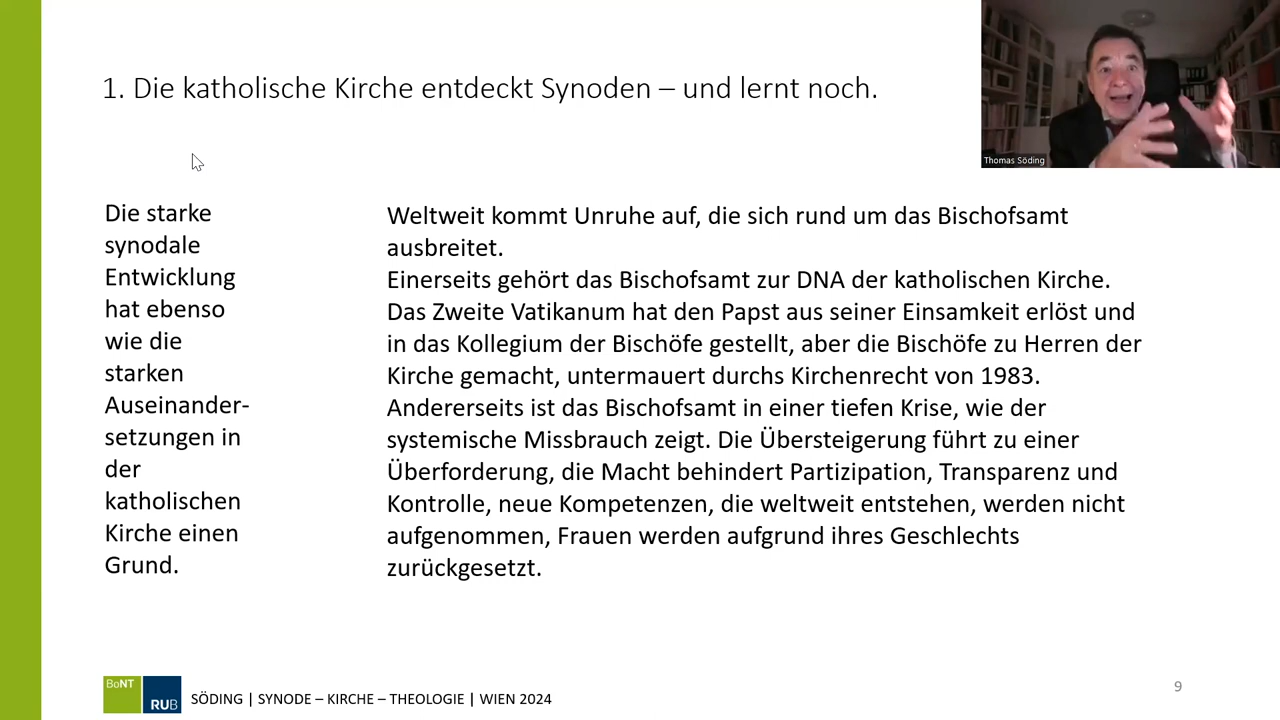 1. Die katholische Kirche entdeckt Synoden – und lernt noch.
Thomas Söding
Die starke
synodale
Entwicklung
hat ebenso
wie die
starken
Auseinander-
setzungen in
der
katholischen
Kirche einen
Grund.
Weltweit kommt Unruhe auf, die sich rund um das Bischofsamt
ausbreitet.
Einerseits gehört das Bischofsamt zur DNA der katholischen Kirche.
Das Zweite Vatikanum hat den Papst aus seiner Einsamkeit erlöst und
in das Kollegium der Bischöfe gestellt, aber die Bischöfe zu Herren der
Kirche gemacht, untermauert durchs Kirchenrecht von 1983.
Andererseits ist das Bischofsamt in einer tiefen Krise, wie der
systemische Missbrauch zeigt. Die Übersteigerung führt zu einer
Überforderung, die Macht behindert Partizipation, Transparenz und
Kontrolle, neue Kompetenzen, die weltweit entstehen, werden nicht
aufgenommen, Frauen werden aufgrund ihres Geschlechts
zurückgesetzt.
BoNT
RUB
SÖDING | SYNODE – KIRCHE – THEOLOGIE | WIEN 2024
9